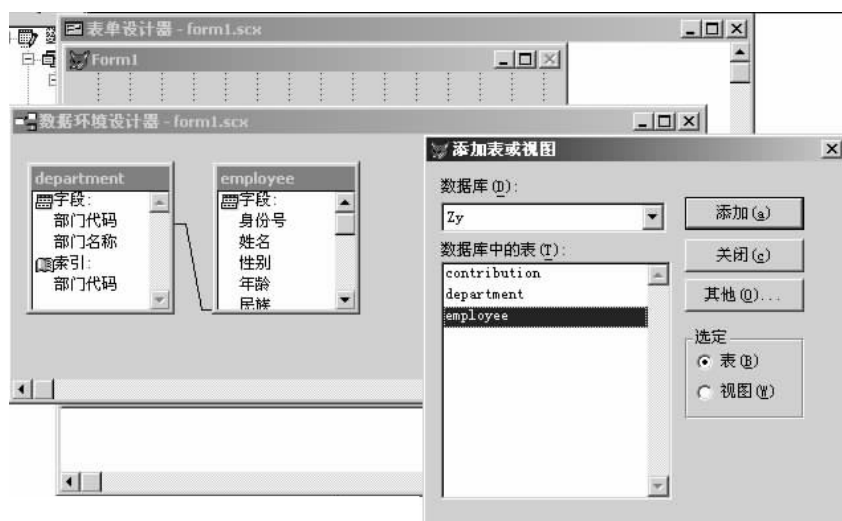 表单设计器 - form1.scx
Form1
数据环境设计器 - form1.scx
department
字段:
部门代码
部门名称
索引:
部门代码
employee
字段:
身份号
姓名
性别
年龄
民族
添加表或视图
数据库(D):
Zy
数据库中的表(T):
contribution
department
employee
添加(a)
关闭(c)
其他(O)...
选定
表(B)
视图(W)